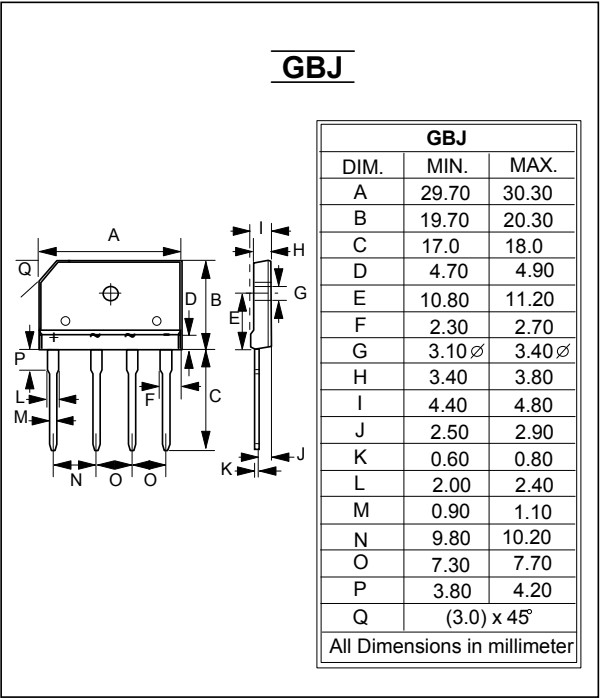 GBJ
GBJ
DIM. MIN. MAX.
A 29.70 30.30
B 19.70 20.30
C 17.0 18.0
D 4.70 4.90
E 10.80 11.20
F 2.30 2.70
G 3.10 ∅ 3.40 ∅
H 3.40 3.80
I 4.40 4.80
J 2.50 2.90
K 0.60 0.80
L 2.00 2.40
M 0.90 1.10
N 9.80 10.20
O 7.30 7.70
P 3.80 4.20
Q (3.0) x 45°
All Dimensions in millimeter
I
A
H
Q
G
D
B
E
+ ~ ~ −
P
L
F
C
M
J
K
N O O